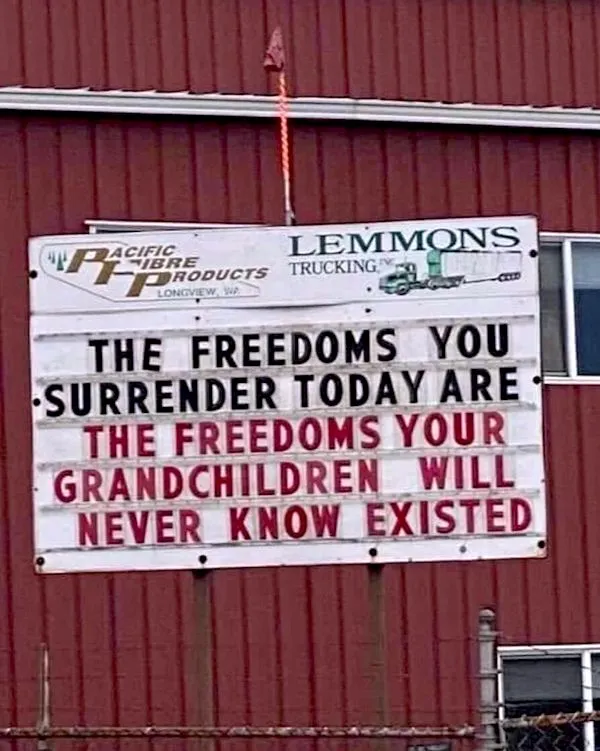 PACIFIC
FIBRE
PRODUCTS
LONGVIEW, WA
LEMMONS
TRUCKING, INC
THE FREEDOMS YOU
SURRENDER TODAY ARE
THE FREEDOMS YOUR
GRANDCHILDREN WILL
NEVER KNOW EXISTED